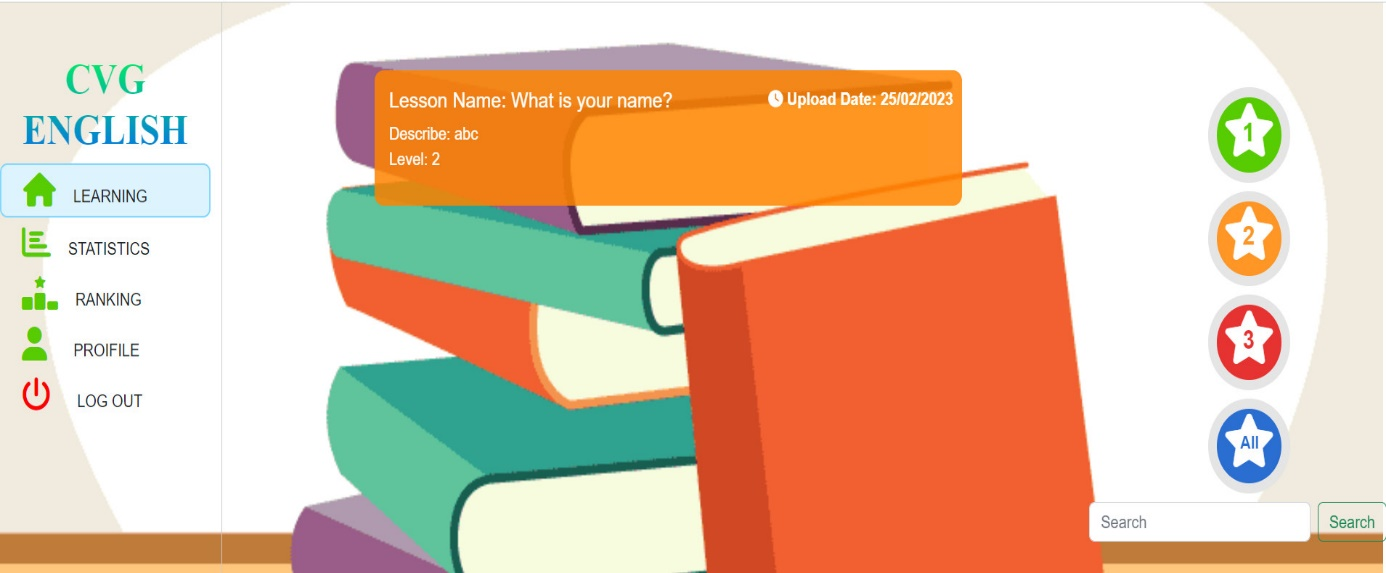 CVG
ENGLISH
LEARNING
STATISTICS
RANKING
PROIFILE
LOG OUT
Lesson Name: What is your name?
Upload Date: 25/02/2023
Describe: abc
Level: 2
1
2
3
All
Search
Search